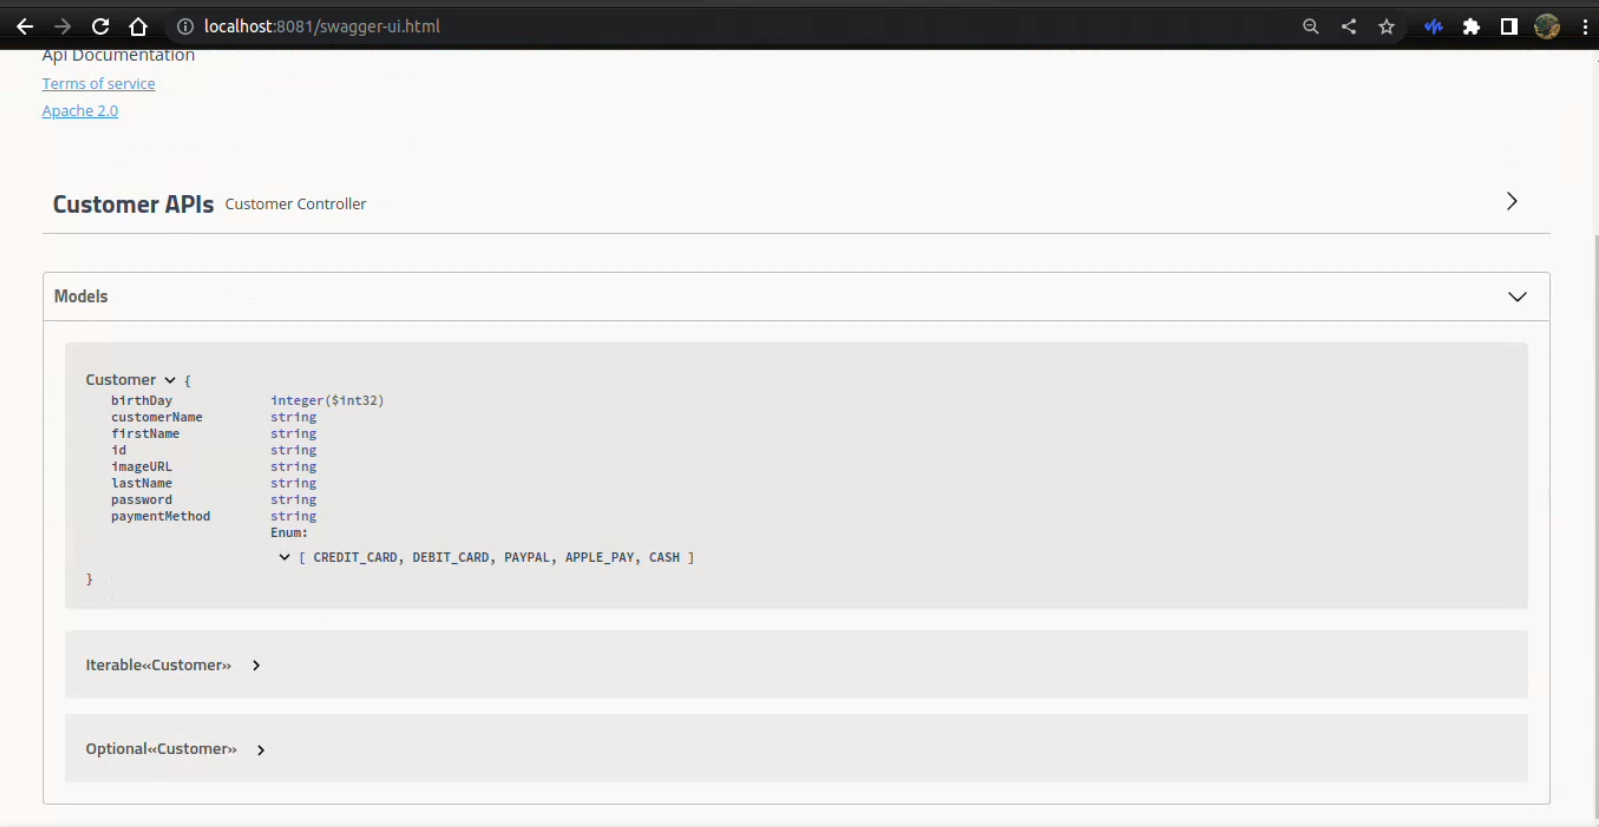 localhost:8081/swagger-ui.html
Api Documentation
Terms of service
Apache 2.0
Customer APIs Customer Controller
Models
Customer {
birthDay integer($int32)
customerName string
firstName string
id string
imageURL string
lastName string
password string
paymentMethod string
Enum:
[ CREDIT_CARD, DEBIT_CARD, PAYPAL, APPLE_PAY, CASH ]
}
Iterable«Customer»
Optional«Customer»